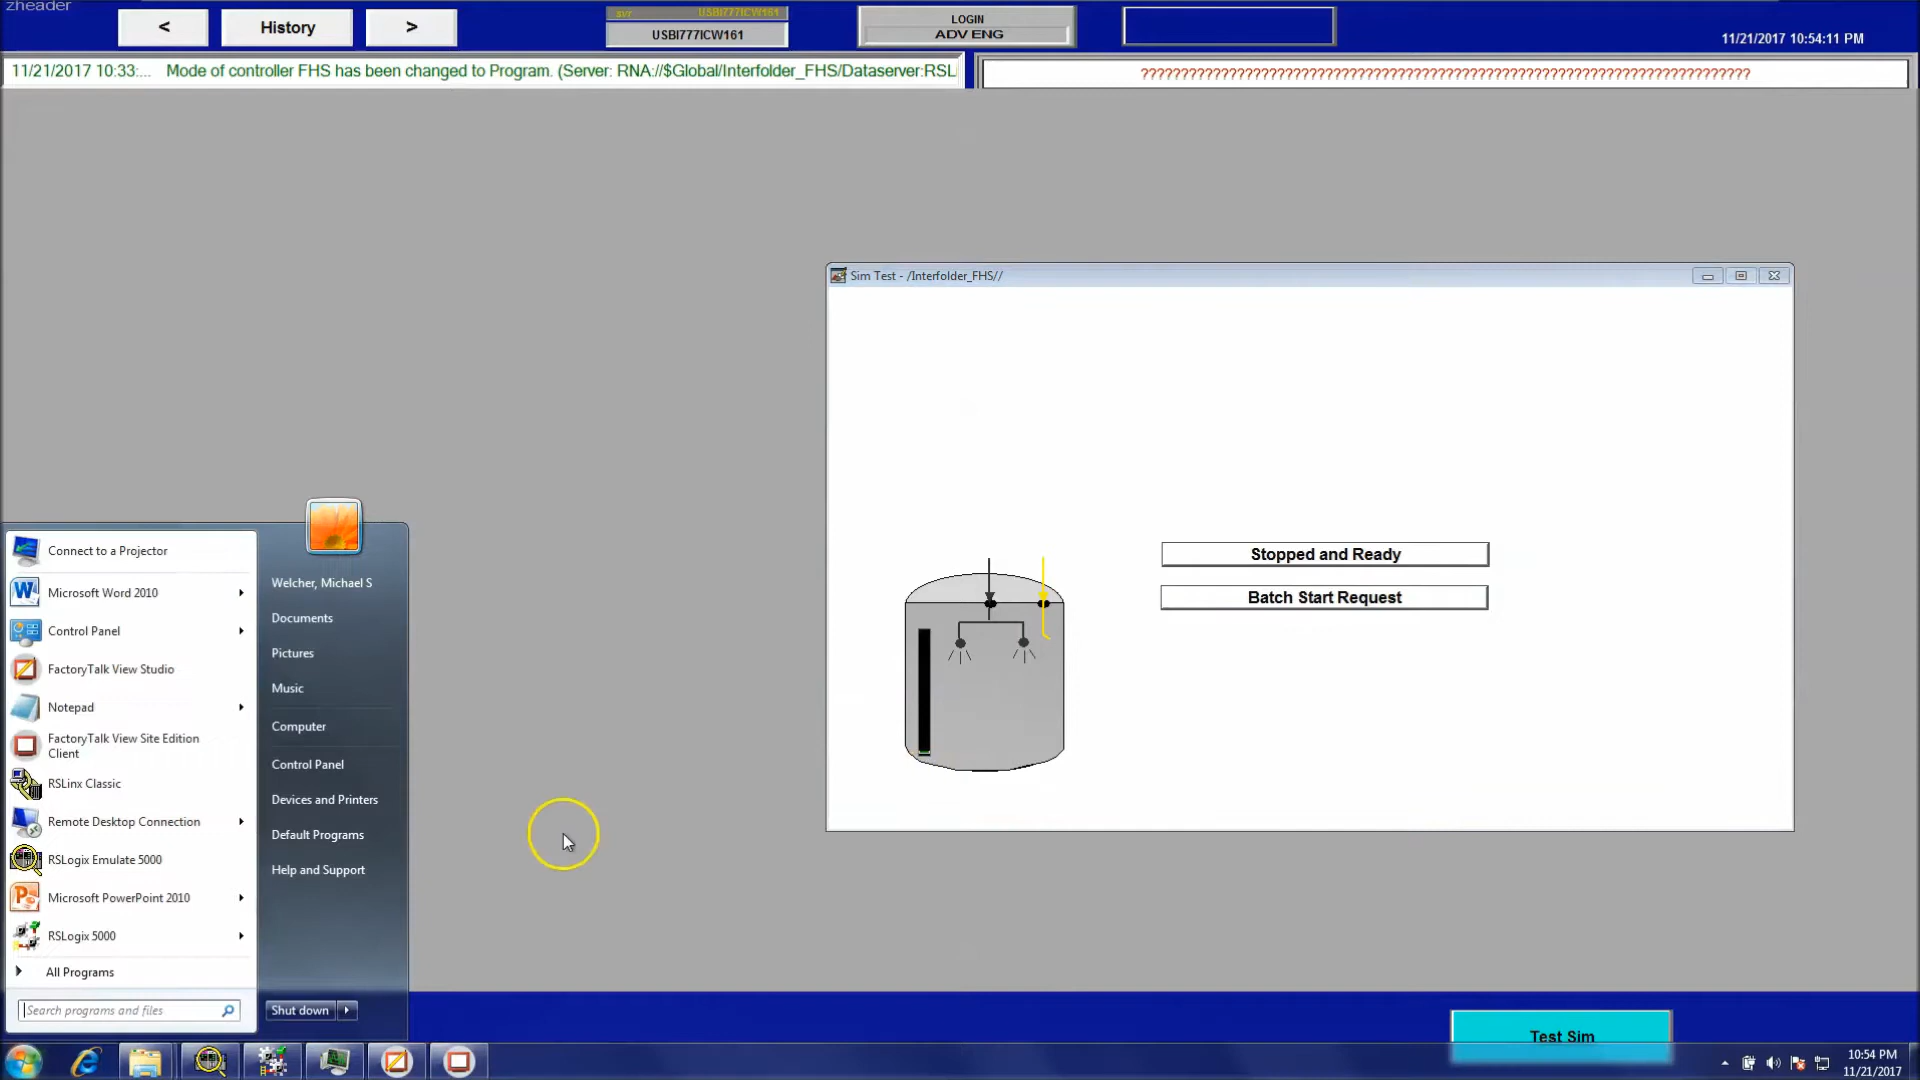 zheader
<
History
>
svr USBI777ICW161
USBI777ICW161
LOGIN
ADV ENG
11/21/2017 10:54:11 PM
11/21/2017 10:33:... Mode of controller FHS has been changed to Program. (Server: RNA://$Global/Interfolder_FHS/Dataserver:RSL
????????????????????????????????????????????????????????????????????????????
Sim Test - /Interfolder_FHS//
Stopped and Ready
Batch Start Request
Connect to a Projector
Microsoft Word 2010
Control Panel
FactoryTalk View Studio
Notepad
FactoryTalk View Site Edition
Client
RSLinx Classic
Remote Desktop Connection
RSLogix Emulate 5000
Microsoft PowerPoint 2010
RSLogix 5000
All Programs
Search programs and files
Welcher, Michael S
Documents
Pictures
Music
Computer
Control Panel
Devices and Printers
Default Programs
Help and Support
Shut down
Test Sim
10:54 PM
11/21/2017